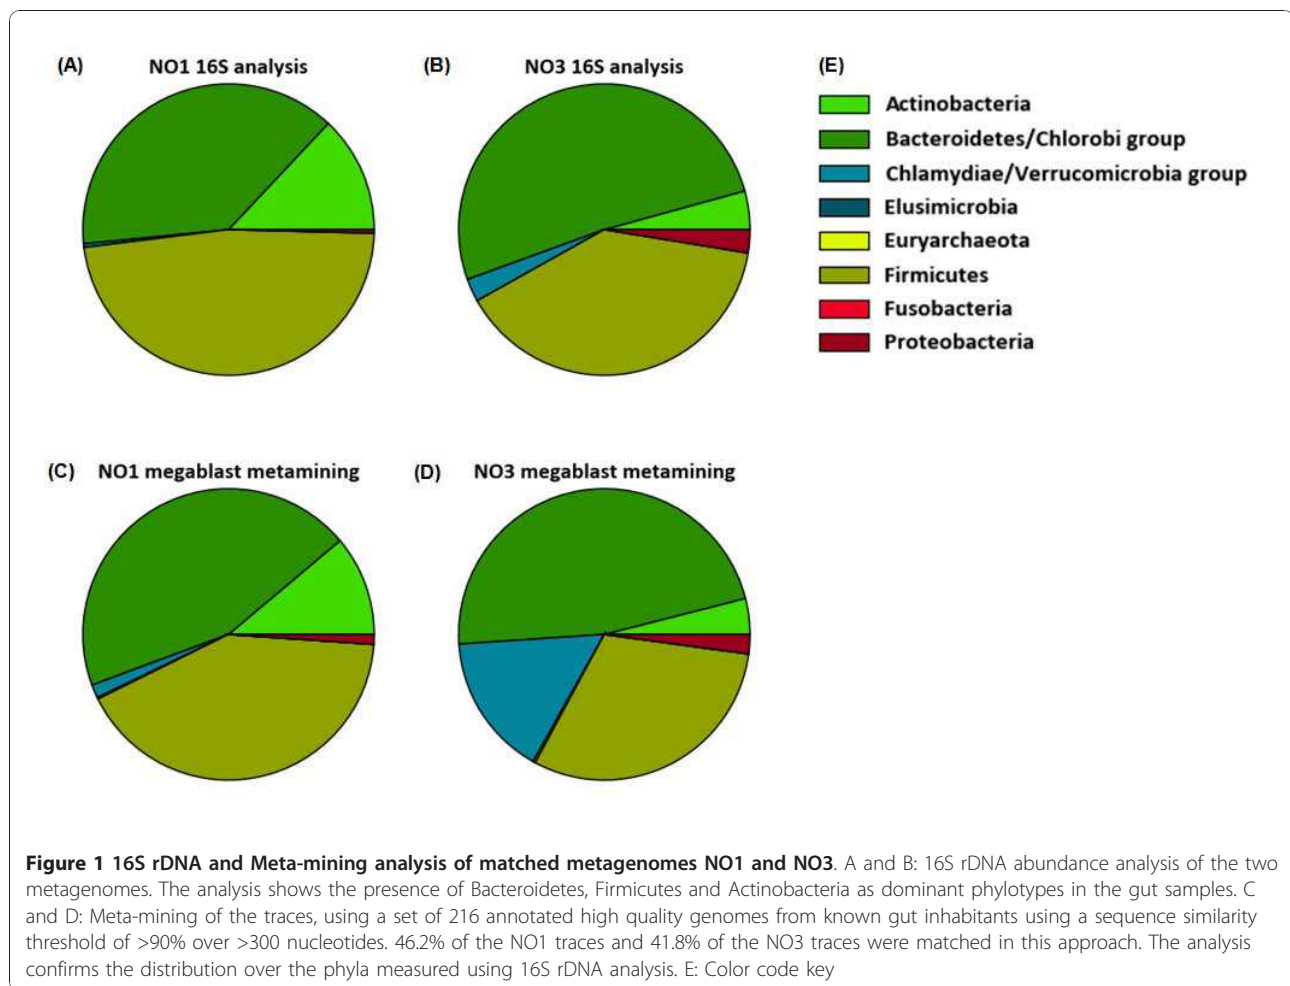 (A) NO1 16S analysis
(B) NO3 16S analysis
(E)
Actinobacteria
Bacteroidetes/Chlorobi group
Chlamydiae/Verrucomicrobia group
Elusimicrobia
Euryarchaeota
Firmicutes
Fusobacteria
Proteobacteria
(C) NO1 megablast metamining
(D) NO3 megablast metamining
Figure 1 16S rDNA and Meta-mining analysis of matched metagenomes NO1 and NO3. A and B: 16S rDNA abundance analysis of the two
metagenomes. The analysis shows the presence of Bacteroidetes, Firmicutes and Actinobacteria as dominant phylotypes in the gut samples. C
and D: Meta-mining of the traces, using a set of 216 annotated high quality genomes from known gut inhabitants using a sequence similarity
threshold of >90% over >300 nucleotides. 46.2% of the NO1 traces and 41.8% of the NO3 traces were matched in this approach. The analysis
confirms the distribution over the phyla measured using 16S rDNA analysis. E: Color code key